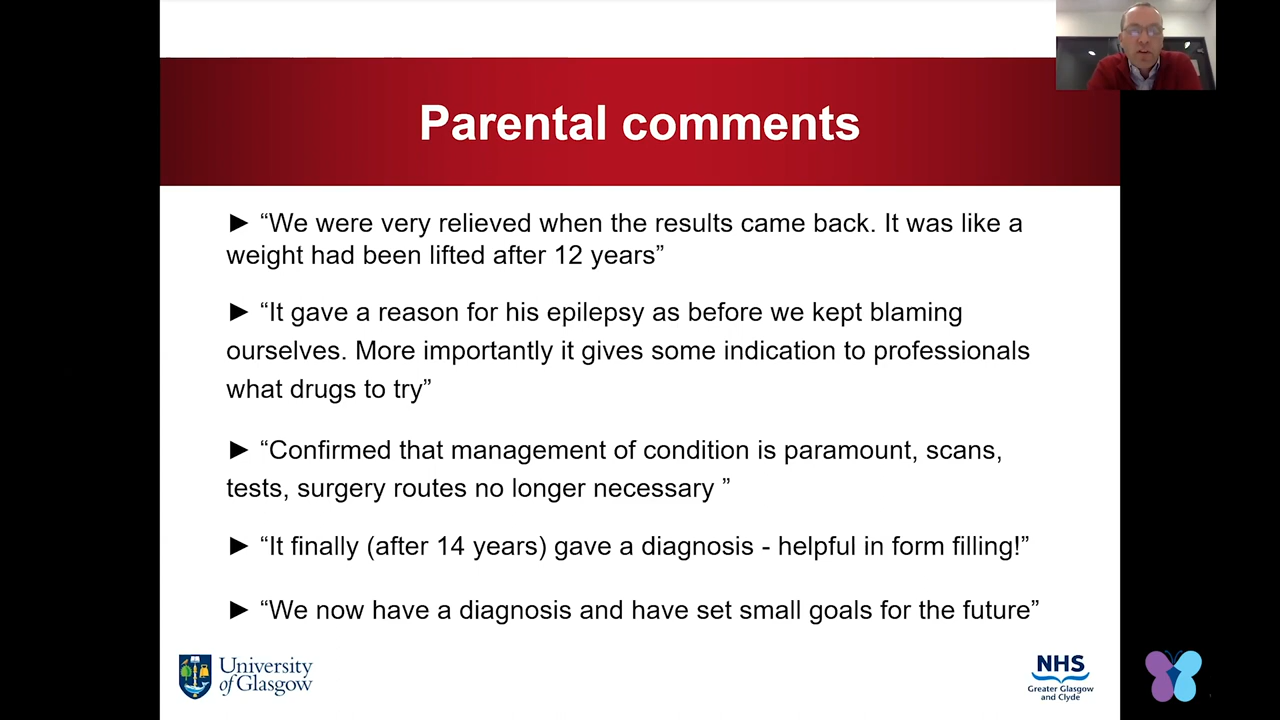 Parental comments
► “We were very relieved when the results came back. It was like a
weight had been lifted after 12 years”
► “It gave a reason for his epilepsy as before we kept blaming
ourselves. More importantly it gives some indication to professionals
what drugs to try”
► “Confirmed that management of condition is paramount, scans,
tests, surgery routes no longer necessary ”
► “It finally (after 14 years) gave a diagnosis - helpful in form filling!”
► “We now have a diagnosis and have set small goals for the future”
University
of Glasgow
NHS
Greater Glasgow
and Clyde